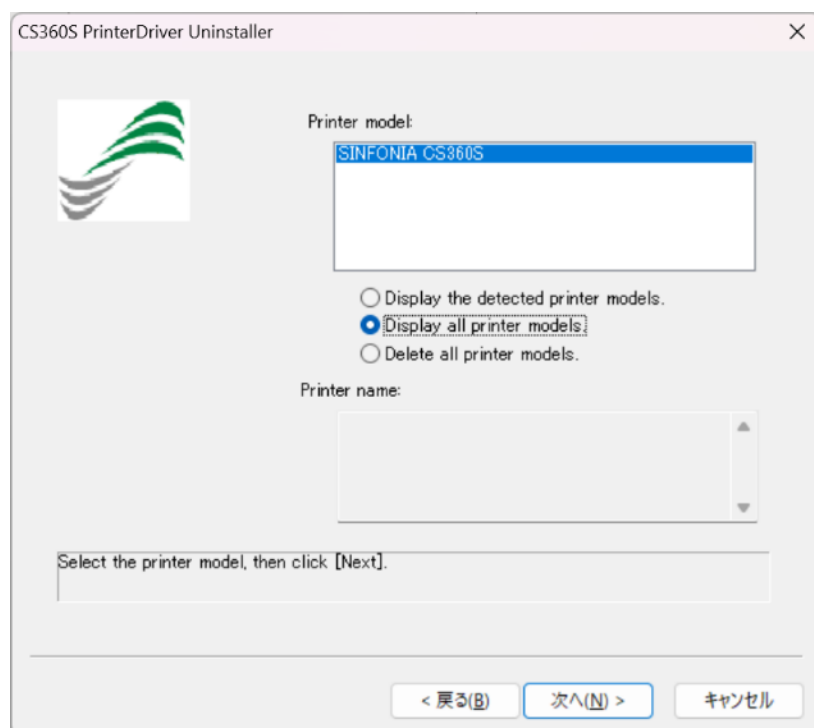 CS360S PrinterDriver Uninstaller
Printer model:
SINFONIA CS360S
Display the detected printer models.
Display all printer models.
Delete all printer models.
Printer name:
Select the printer model, then click [Next].
< 戻る(B)
次へ(N) >
キャンセル